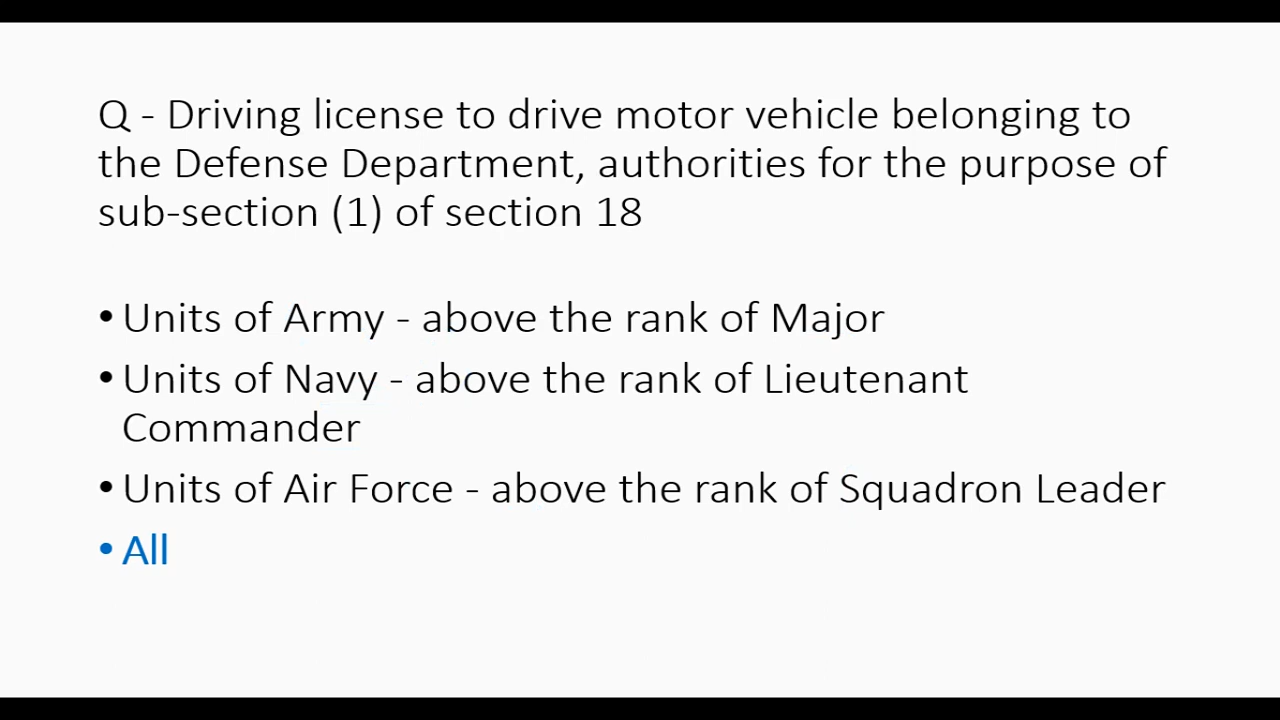 Q - Driving license to drive motor vehicle belonging to
the Defense Department, authorities for the purpose of
sub-section (1) of section 18
• Units of Army - above the rank of Major
• Units of Navy - above the rank of Lieutenant
Commander
• Units of Air Force - above the rank of Squadron Leader
• All